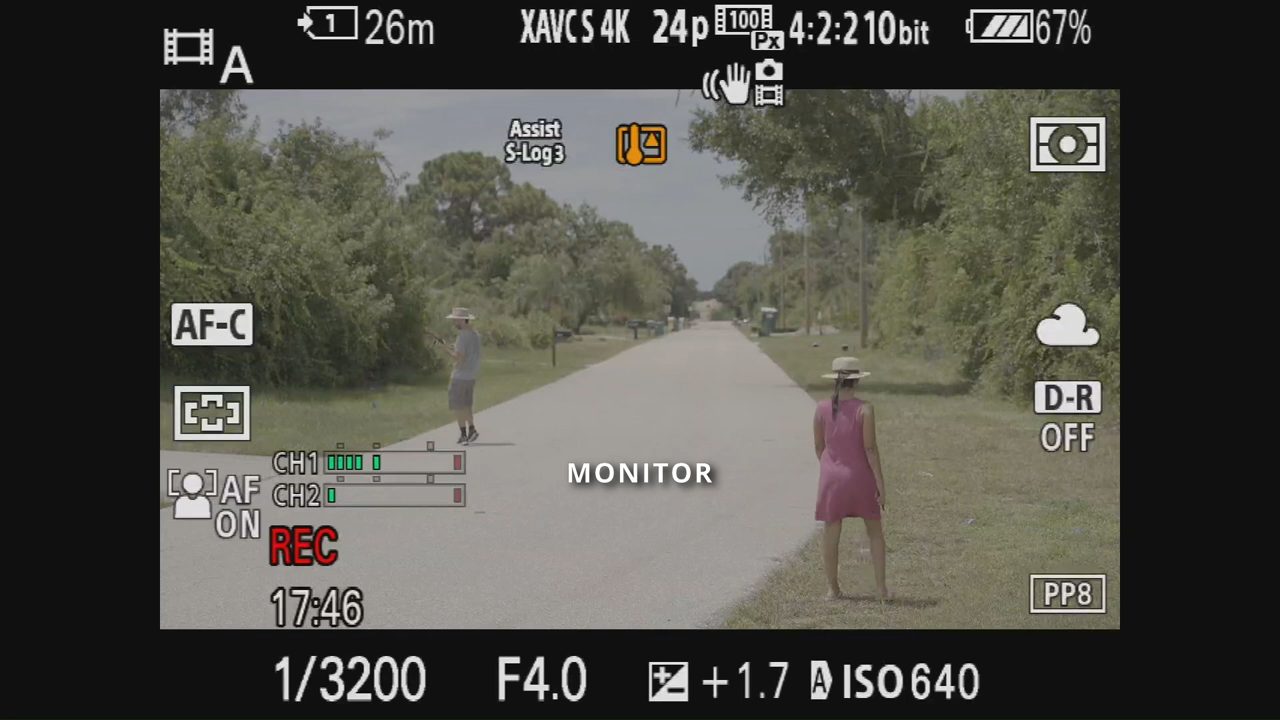 1 26m XAVC S 4K 24p 100 Px 4:2:2 10bit 67%
A
Assist
S-Log3
AF-C
D-R
OFF
CH1
CH2
AF
ON
MONITOR
REC
17:46
PP8
1/3200 F4.0 +1.7 A ISO 640